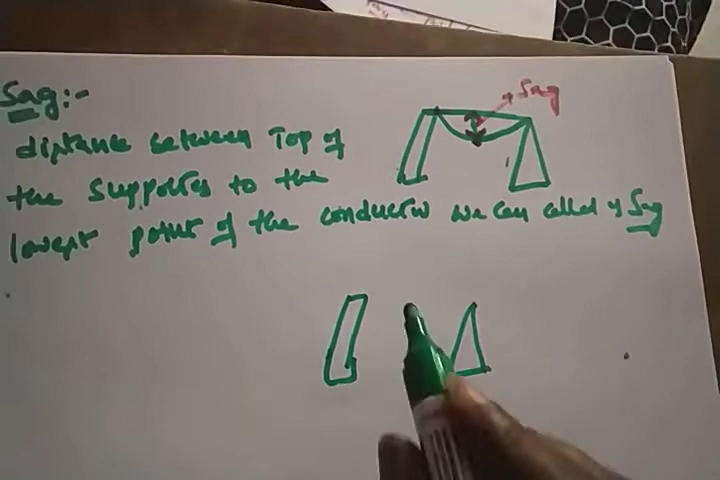 Sag:-
Sag
distance between Top of
the supportes to the
lowest point of the conductor we can called of Sag